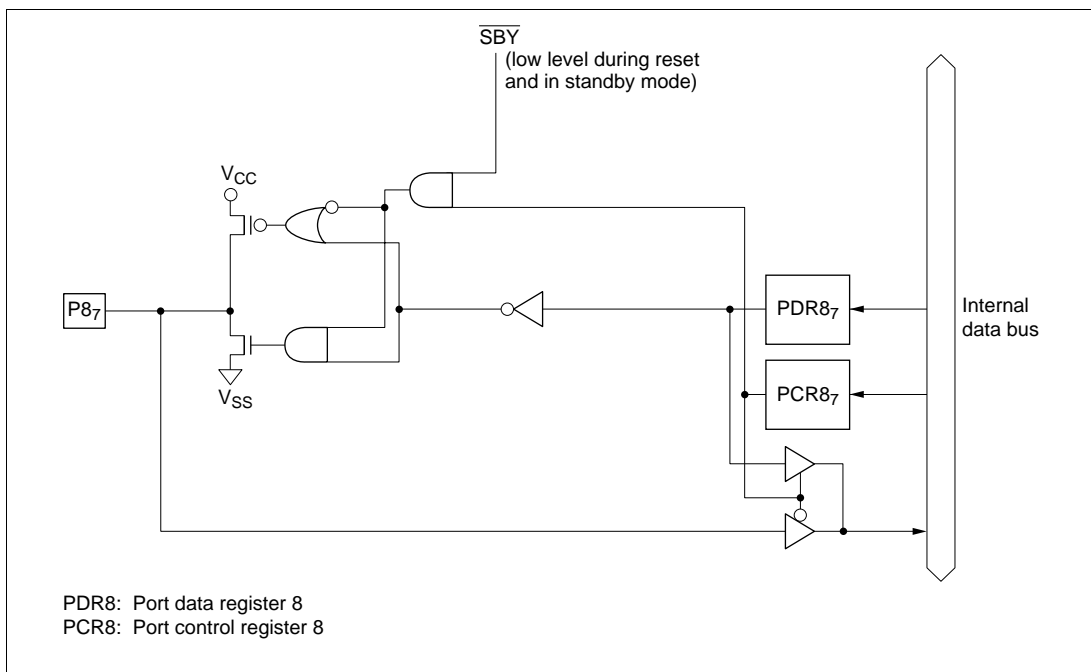 SBY
(low level during reset
and in standby mode)
VCC
P87
VSS
PDR87
PCR87
Internal
data bus
PDR8: Port data register 8
PCR8: Port control register 8